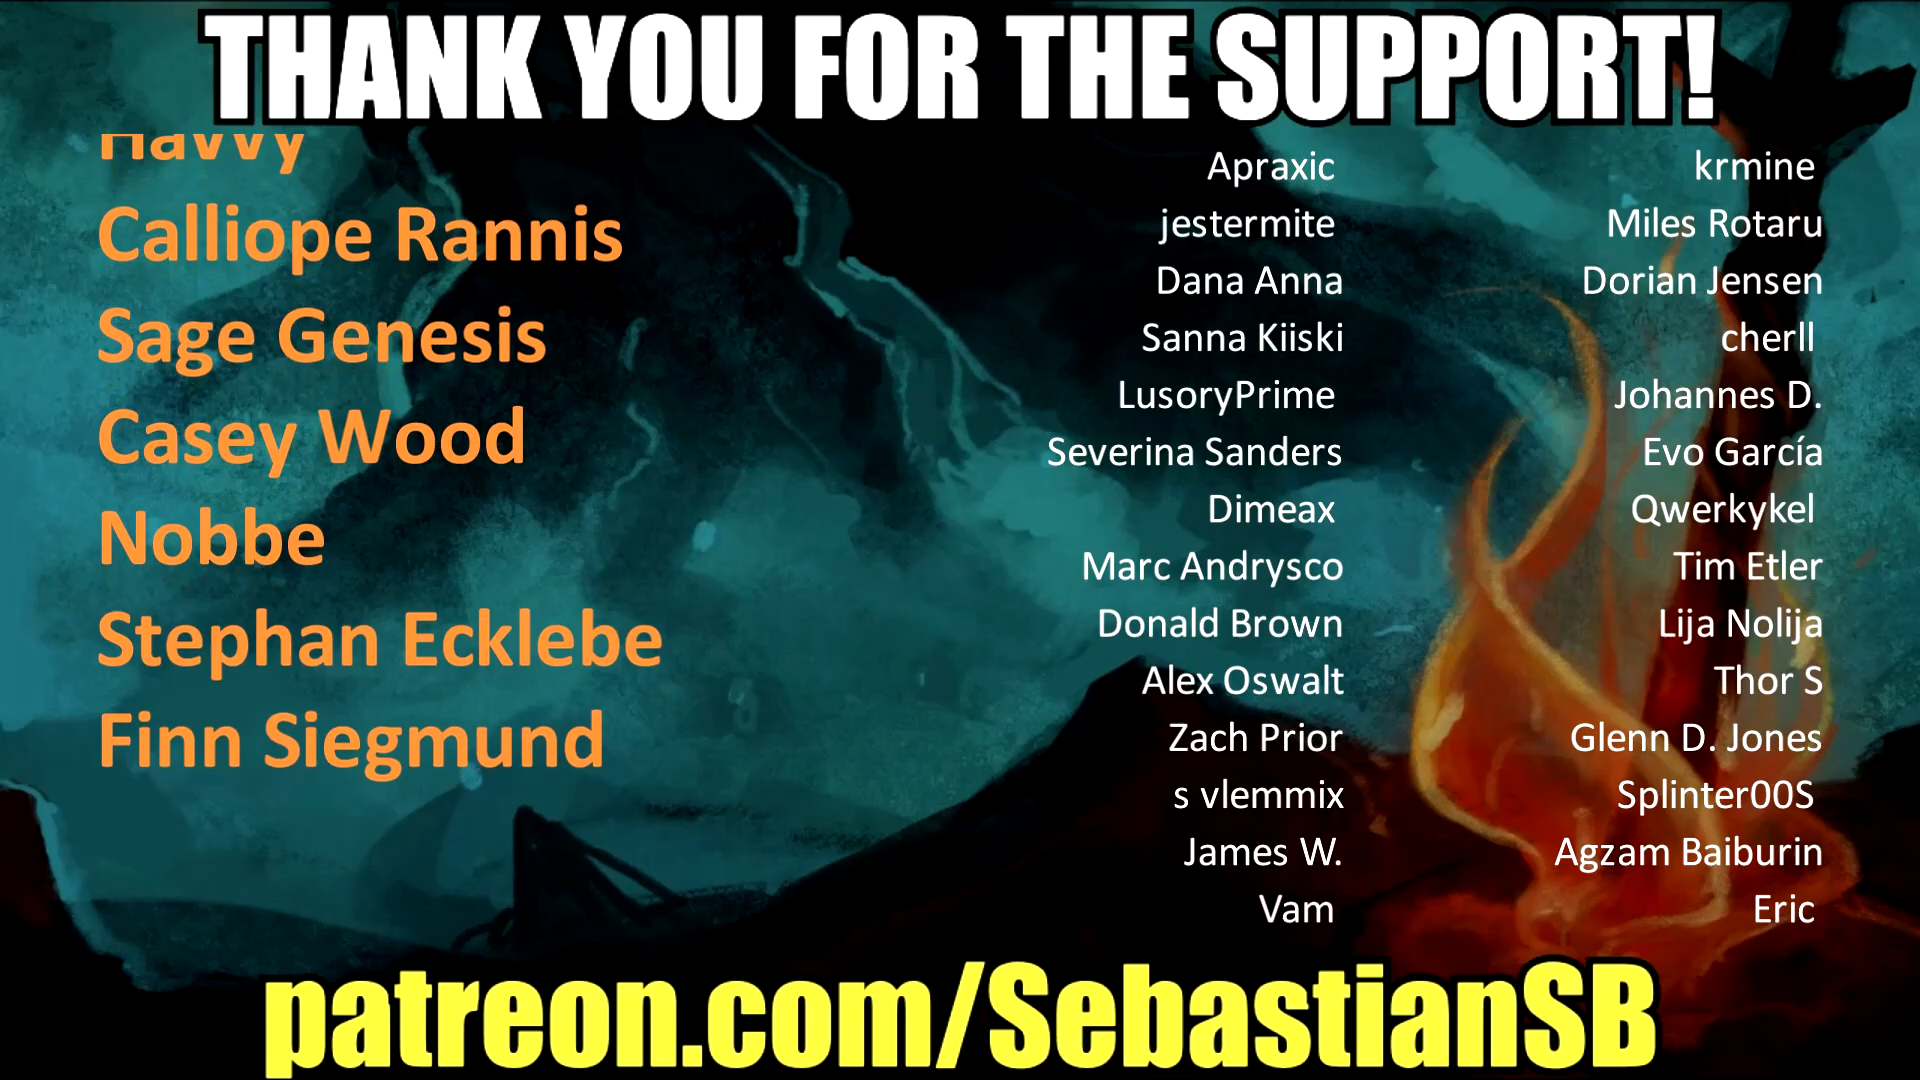 THANK YOU FOR THE SUPPORT!
Havvy
Calliope Rannis
Sage Genesis
Casey Wood
Nobbe
Stephan Ecklebe
Finn Siegmund
Apraxic
jestermite
Dana Anna
Sanna Kiiski
LusoryPrime
Severina Sanders
Dimeax
Marc Andrysco
Donald Brown
Alex Oswalt
Zach Prior
s vlemmix
James W.
Vam
krmine
Miles Rotaru
Dorian Jensen
cherll
Johannes D.
Evo García
Qwerkykel
Tim Etler
Lija Nolija
Thor S
Glenn D. Jones
Splinter00S
Agzam Baiburin
Eric
patreon.com/SebastianSB